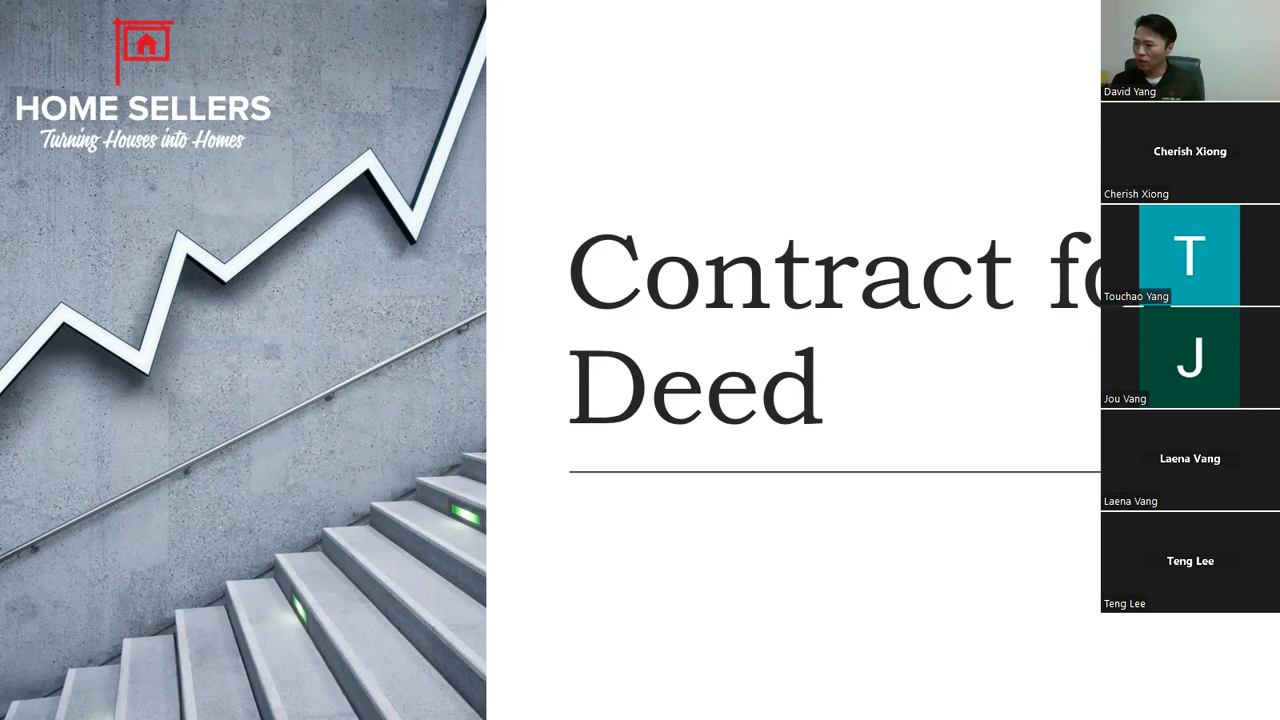 HOME SELLERS
Turning Houses into Homes
Contract fo
Deed
David Yang
Cherish Xiong
Cherish Xiong
T
Touchao Yang
J
Jou Vang
Laena Vang
Laena Vang
Teng Lee
Teng Lee